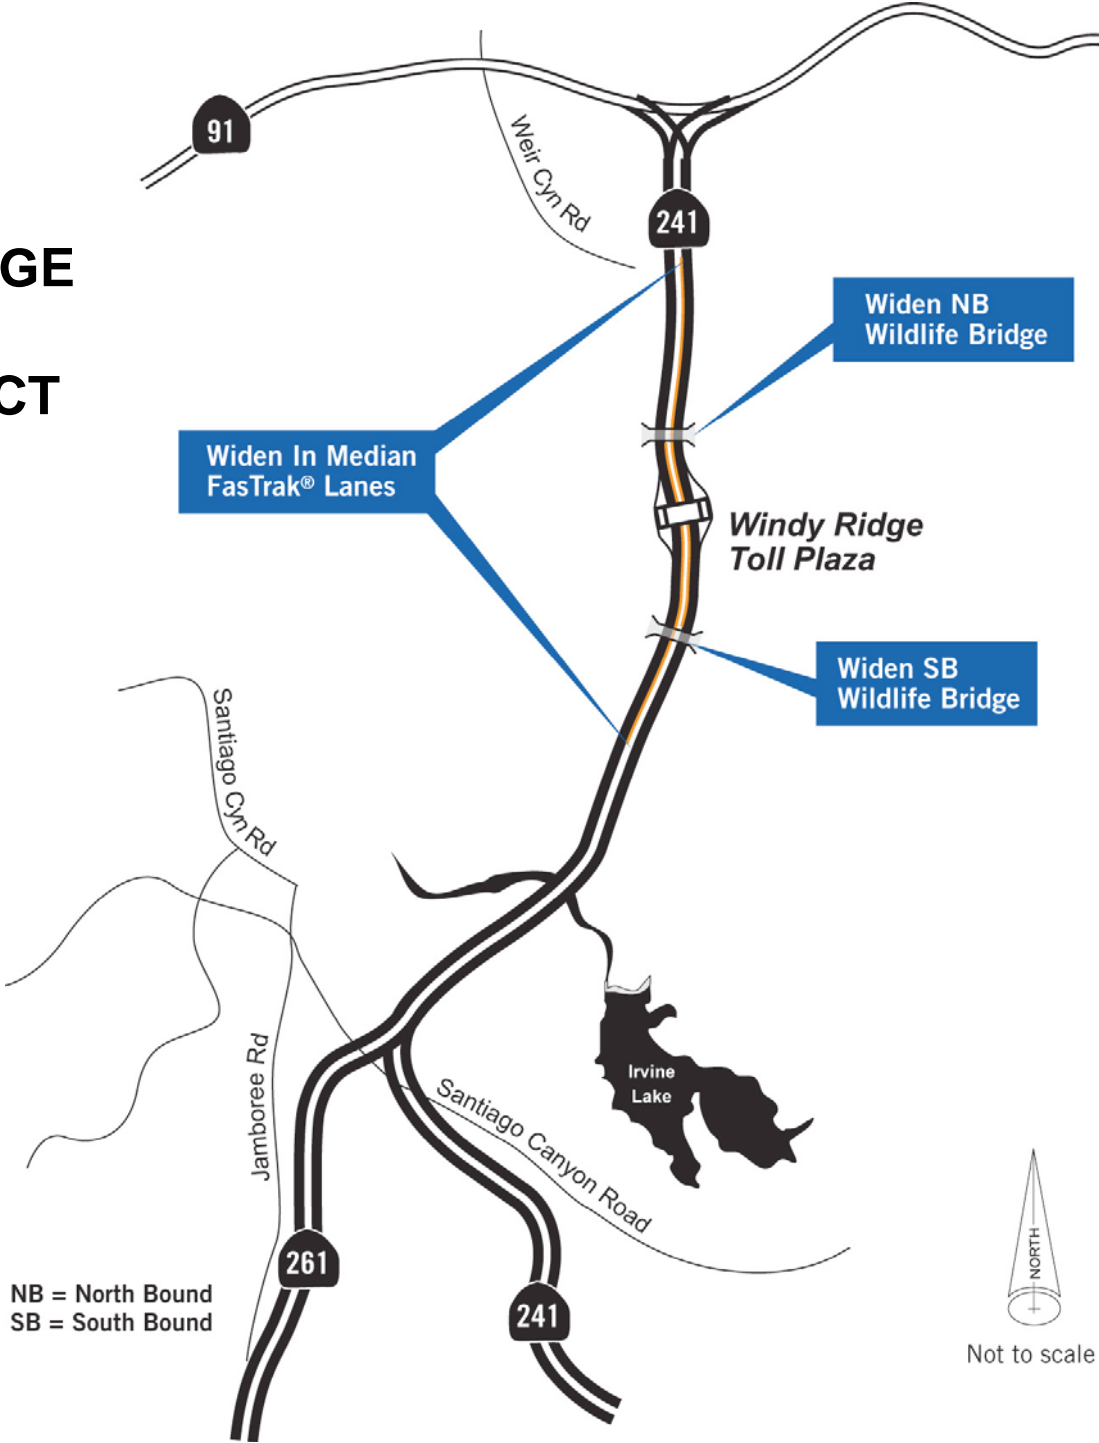 91
Weir Cyn Rd
241
GE
CT
Widen NB
Wildlife Bridge
Widen In Median
FasTrak® Lanes
Windy Ridge
Toll Plaza
Widen SB
Wildlife Bridge
Santiago Cyn Rd
Irvine
Lake
Jamboree Rd
Santiago Canyon Road
261
241
NB = North Bound
SB = South Bound
NORTH
Not to scale